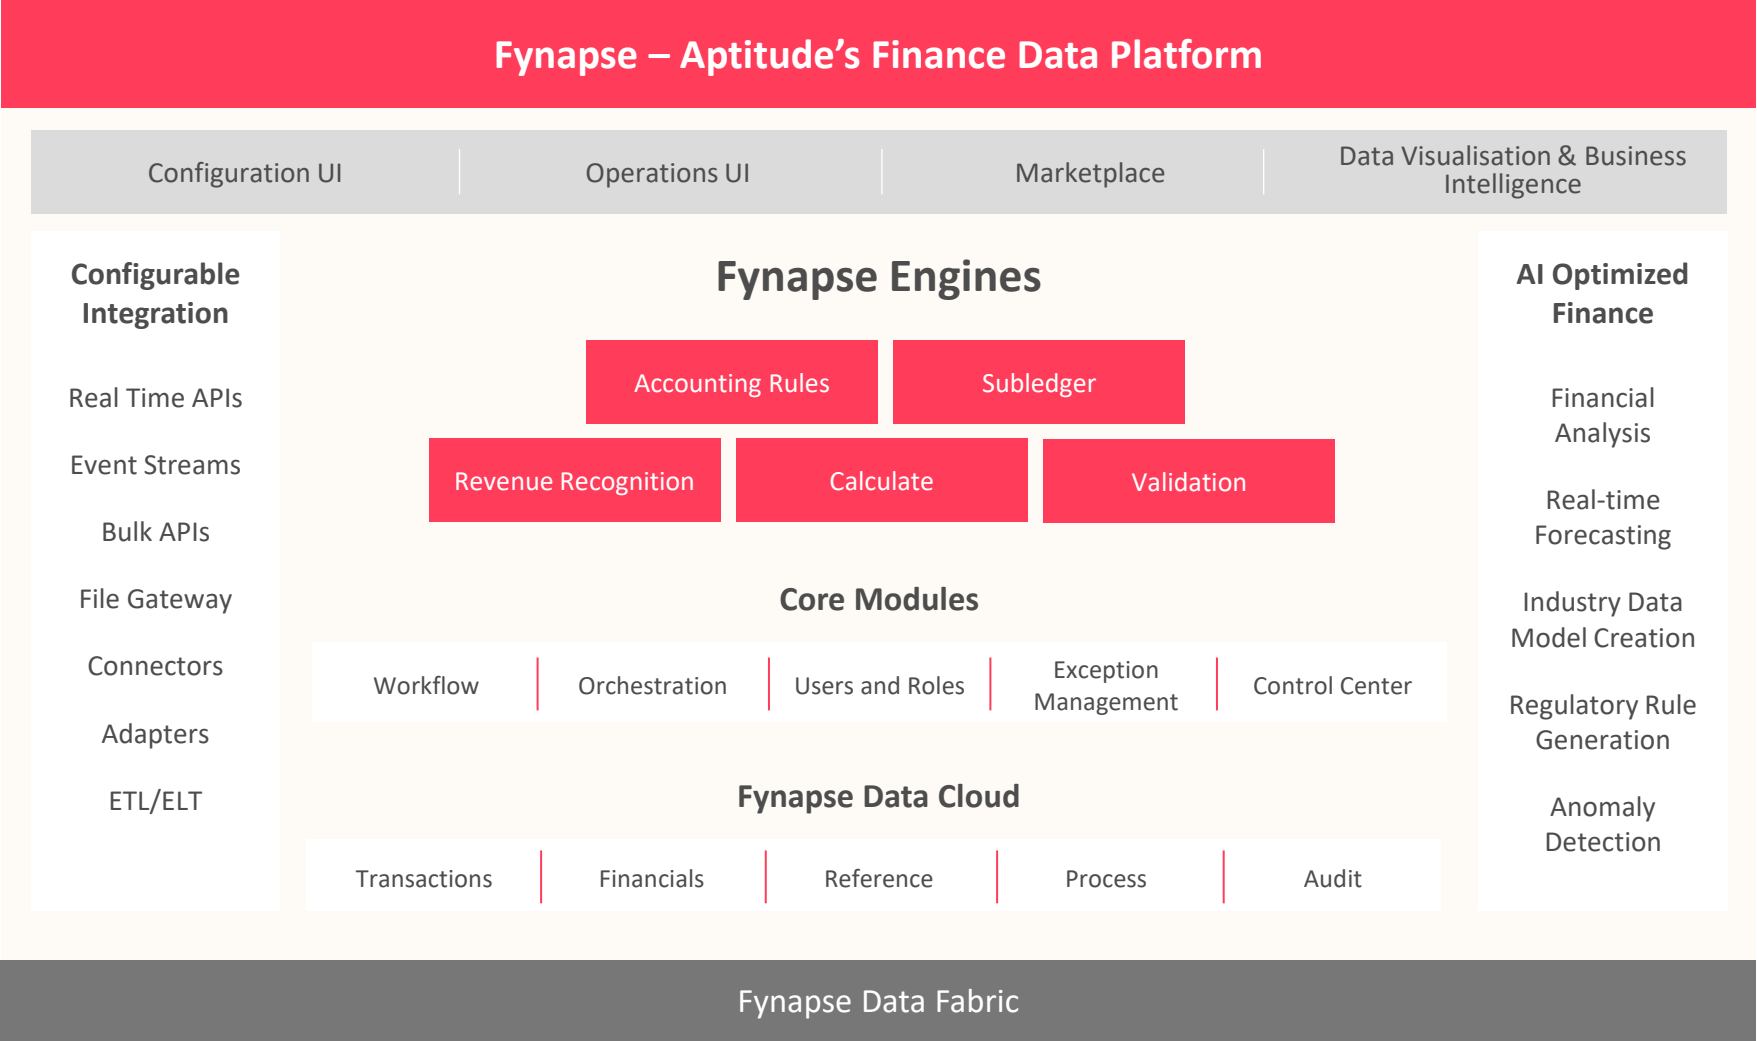 Fynapse – Aptitude’s Finance Data Platform
Configuration UI
Operations UI
Marketplace
Data Visualisation & Business
Intelligence
Configurable
Integration
Real Time APIs
Event Streams
Bulk APIs
File Gateway
Connectors
Adapters
ETL/ELT
Fynapse Engines
Accounting Rules
Subledger
Revenue Recognition
Calculate
Validation
Core Modules
Workflow
Orchestration
Users and Roles
Exception
Management
Control Center
Fynapse Data Cloud
Transactions
Financials
Reference
Process
Audit
AI Optimized
Finance
Financial
Analysis
Real-time
Forecasting
Industry Data
Model Creation
Regulatory Rule
Generation
Anomaly
Detection
Fynapse Data Fabric